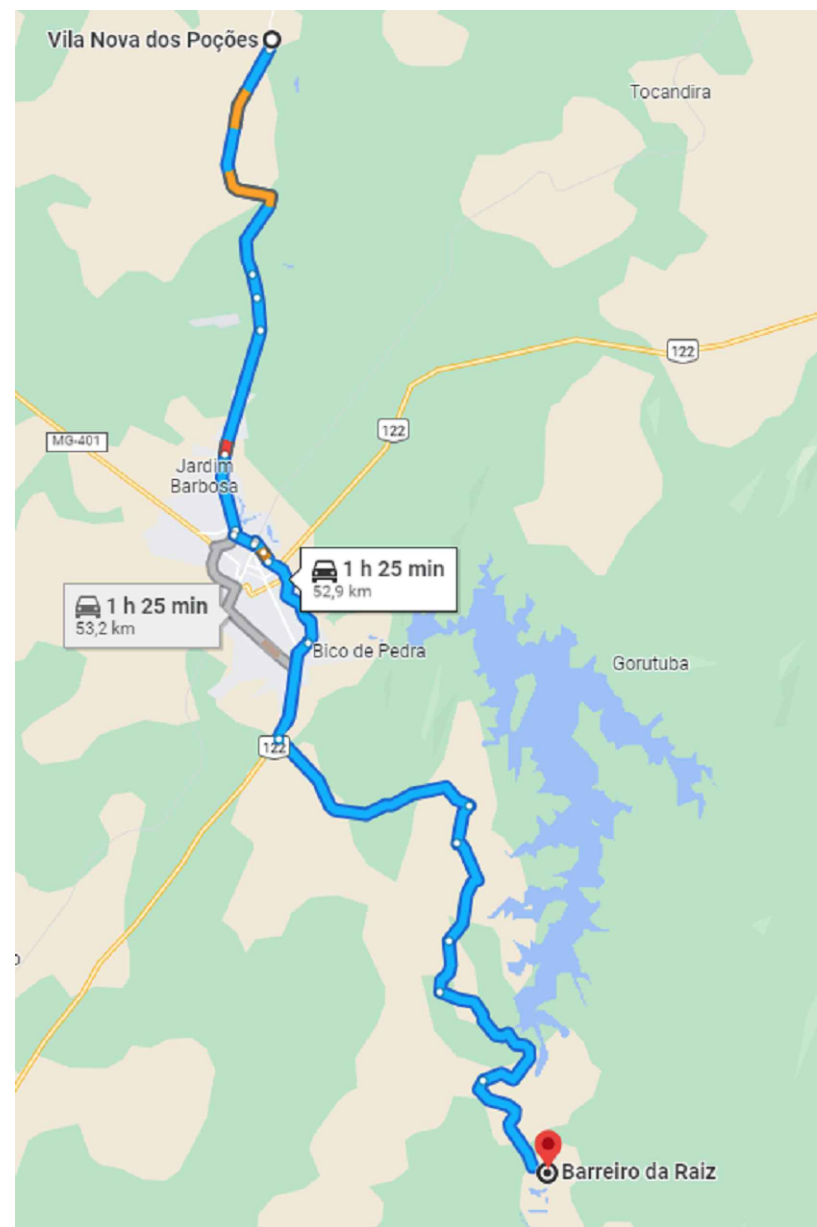 Vila Nova dos Poções
Tocandira
122
122
MG-401
Jardim
Barbosa
1 h 25 min
52,9 km
1 h 25 min
53,2 km
Bico de Pedra
Gorutuba
122
o
Barreiro da Raiz